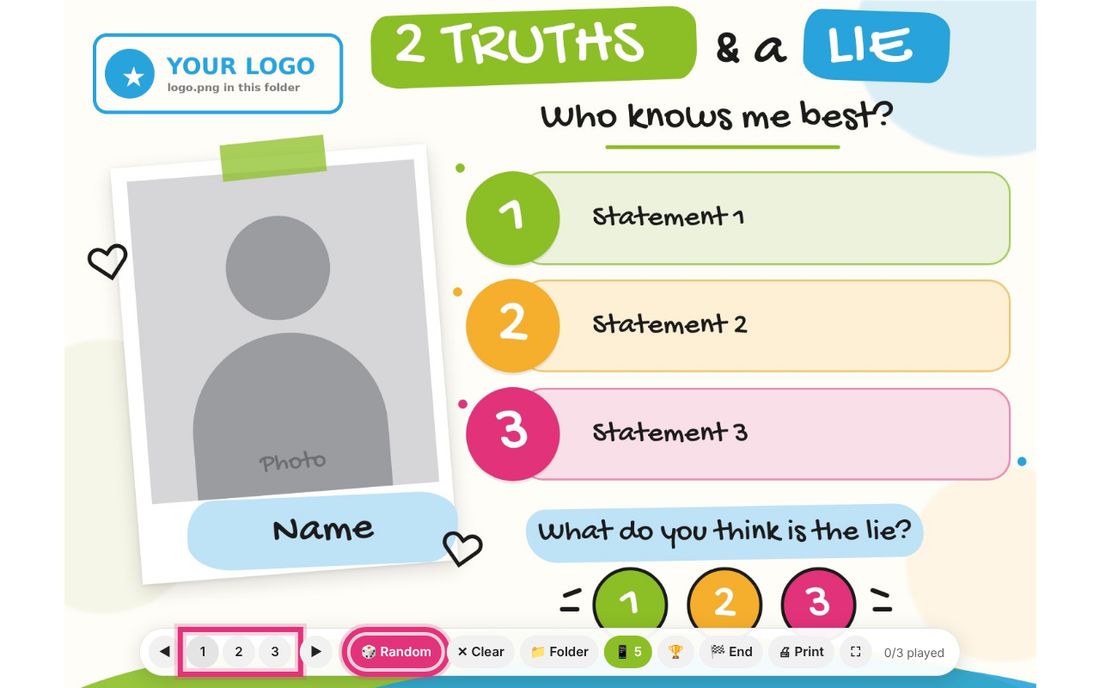 2 TRUTHS & a LIE
YOUR LOGO
logo.png in this folder
Who knows me best?
1 Statement 1
2 Statement 2
3 Statement 3
Photo
Name
What do you think is the lie?
1 2 3
◀ 1 2 3 ▶ 🎲 Random ✕ Clear 📁 Folder 📱 5 🏆 🏁 End 🖨 Print ⛶ 0/3 played